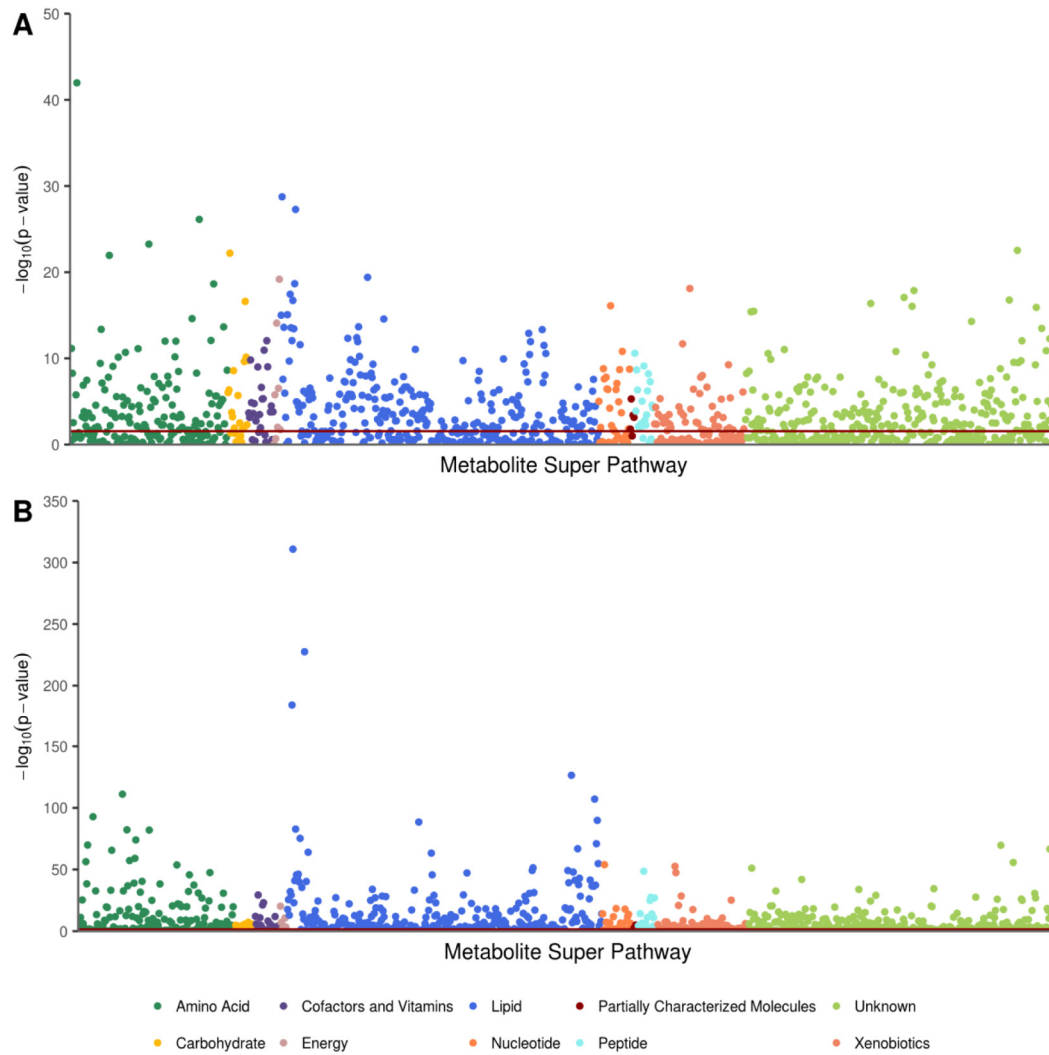 A
50
40
30
20
10
0
−log₁₀(p−value)
Metabolite Super Pathway
B
350
300
250
200
150
100
50
0
−log₁₀(p−value)
Metabolite Super Pathway
Amino Acid Cofactors and Vitamins Lipid Partially Characterized Molecules Unknown
Carbohydrate Energy Nucleotide Peptide Xenobiotics